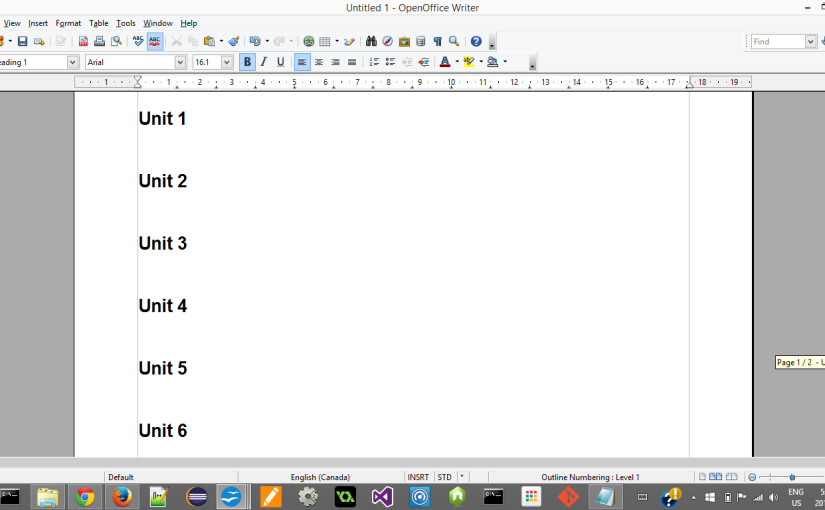 Untitled 1 - OpenOffice Writer
View Insert Format Table Tools Window Help
Find
eading 1 Arial 16.1 B I U
1 1 2 3 4 5 6 7 8 9 10 11 12 13 14 15 16 17 18 19
Unit 1
Unit 2
Unit 3
Unit 4
Unit 5
Page 1 / 2 - U
Unit 6
Default English (Canada) INSRT STD * Outline Numbering : Level 1
ENG 5
US 20